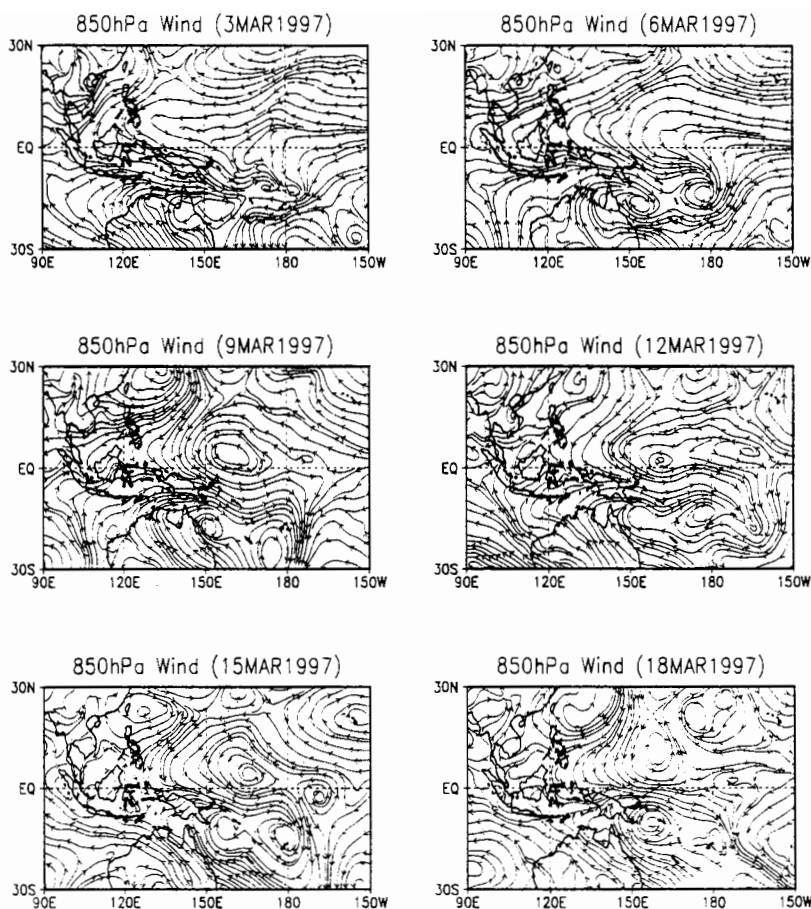 850hPa Wind (3MAR1997)
30N
EQ
30S
90E 120E 150E 180 150W
850hPa Wind (6MAR1997)
30N
EQ
30S
90E 120E 150E 180 150W
850hPa Wind (9MAR1997)
30N
EQ
30S
90E 120E 150E 180 150W
850hPa Wind (12MAR1997)
30N
EQ
30S
90E 120E 150E 180 150W
850hPa Wind (15MAR1997)
30N
EQ
30S
90E 120E 150E 180 150W
850hPa Wind (18MAR1997)
30N
EQ
30S
90E 120E 150E 180 150W